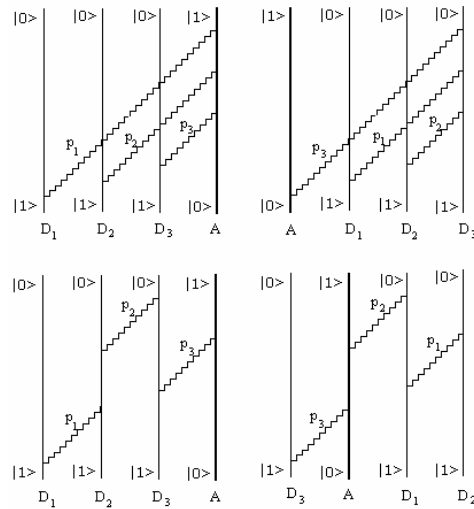 |0> |0> |0> |1>
p1 p2 p3
|1> |1> |1> |0>
D1 D2 D3 A
|1> |0> |0> |0>
p3 p1 p2
|0> |1> |1> |1>
A D1 D2 D3
|0> |0> |0> |1>
p2
p3
p1
|1> |1> |1> |0>
D1 D2 D3 A
|0> |1> |0> |0>
p2
p1
p3
|1> |0> |1> |1>
D3 A D1 D2